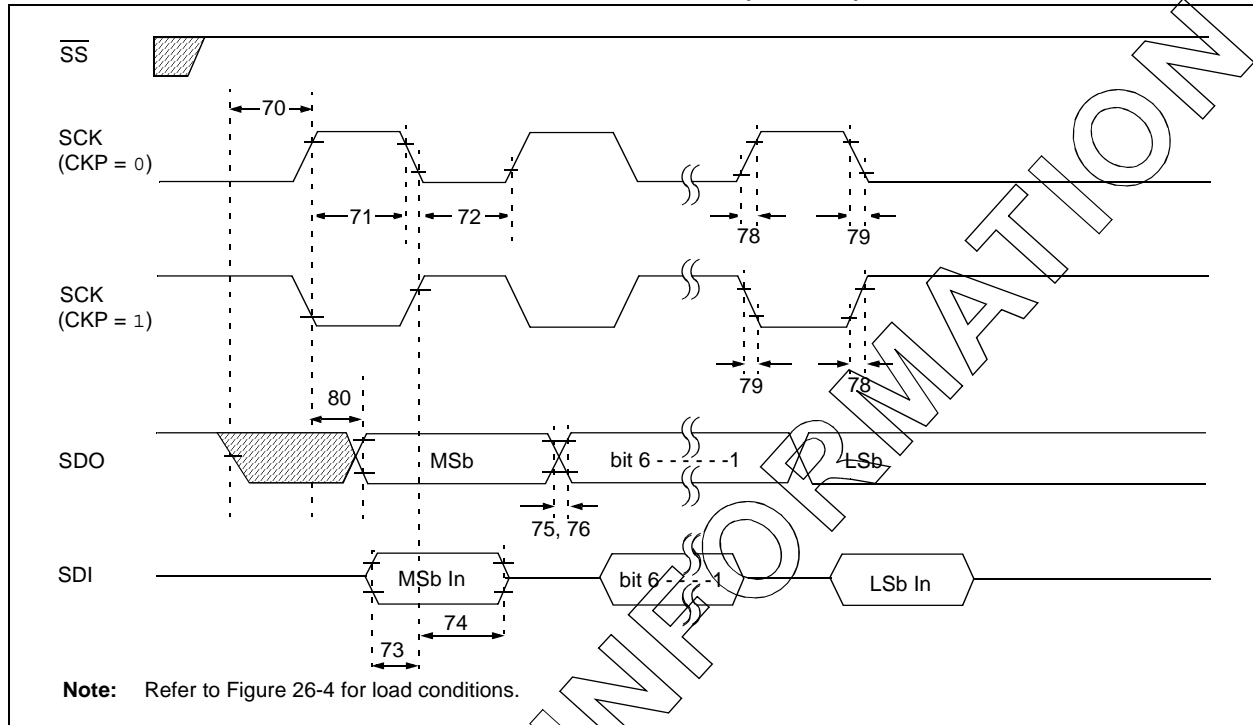 SS
70
SCK
(CKP = 0)
71
72
78
79
SCK
(CKP = 1)
79
78
80
SDO
MSb
bit 6 - - - - - -1
LSb
75, 76
SDI
MSb In
bit 6 - - - - -1
LSb In
74
73
Note: Refer to Figure 26-4 for load conditions.
INFORMATION